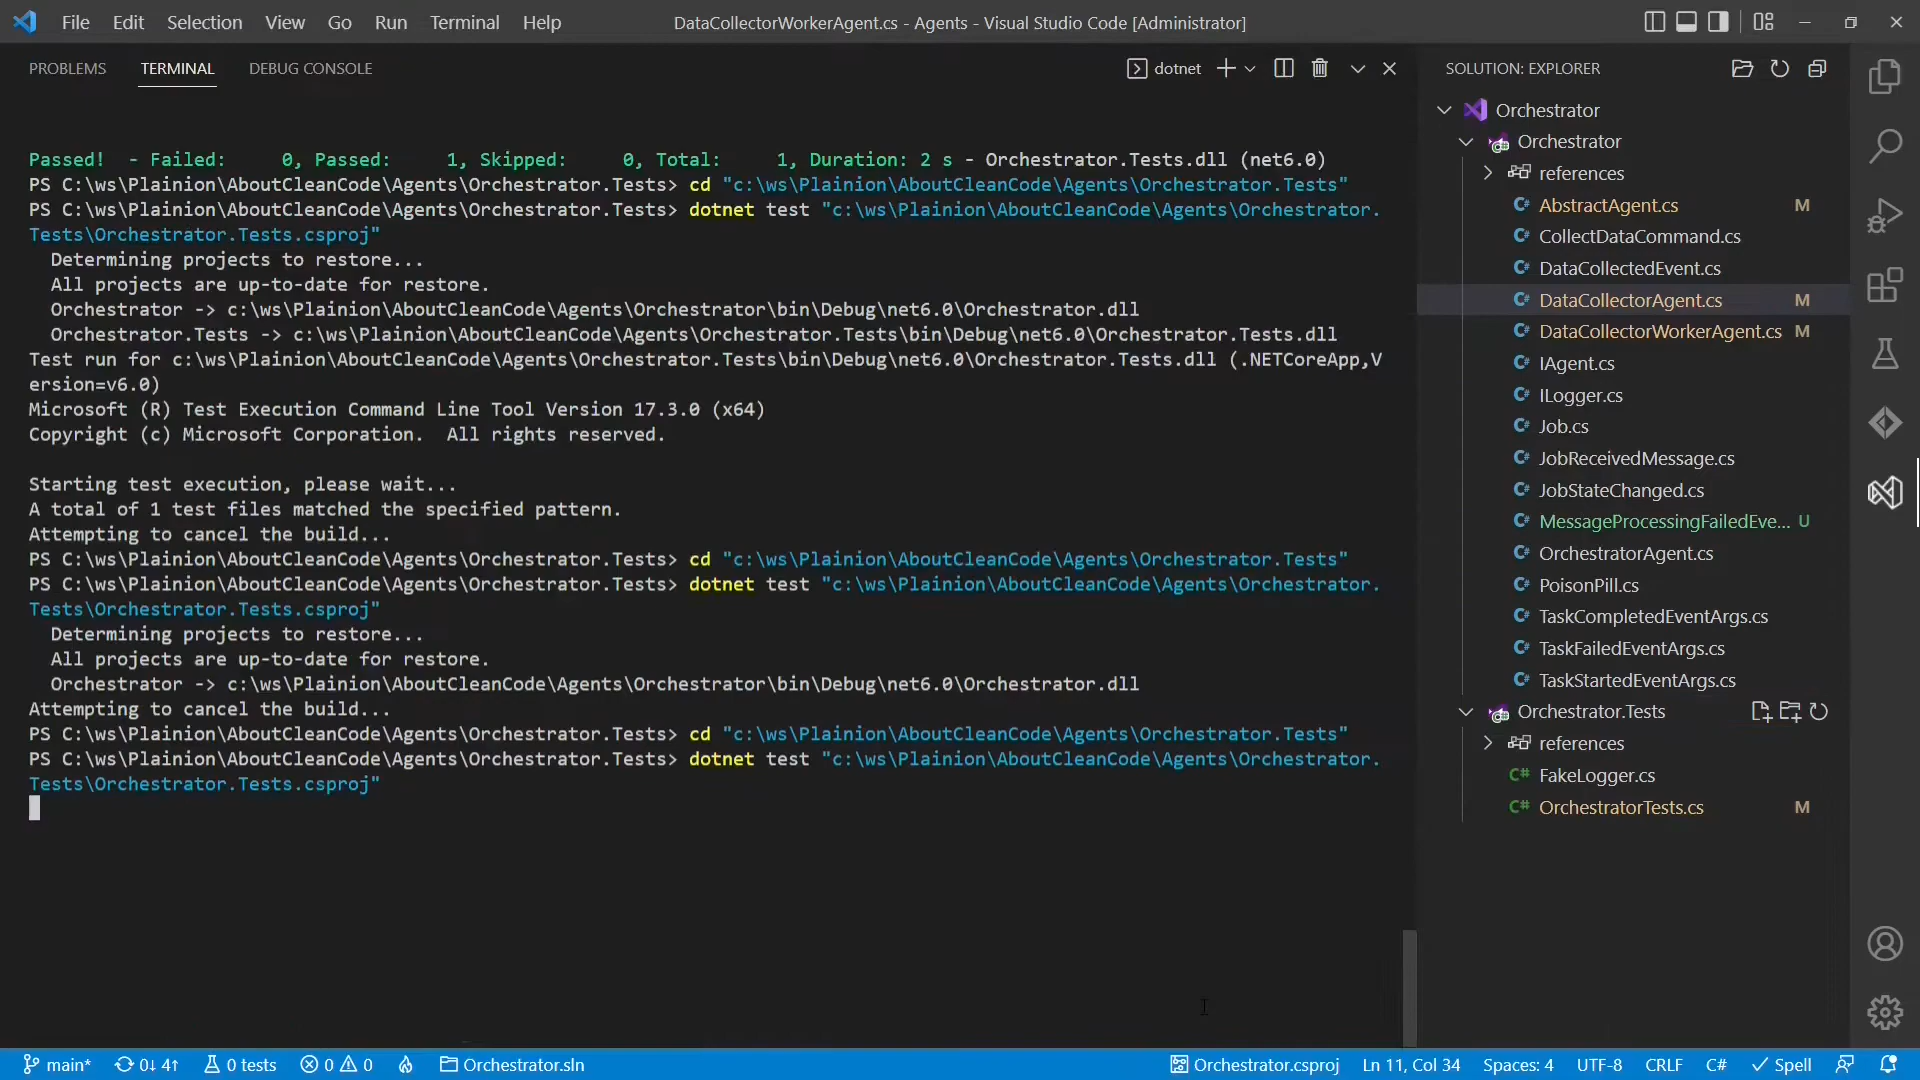 File Edit Selection View Go Run Terminal Help
DataCollectorWorkerAgent.cs - Agents - Visual Studio Code [Administrator]
PROBLEMS TERMINAL DEBUG CONSOLE
dotnet
Passed!  - Failed:     0, Passed:     1, Skipped:     0, Total:     1, Duration: 2 s - Orchestrator.Tests.dll (net6.0)
PS C:\ws\Plainion\AboutCleanCode\Agents\Orchestrator.Tests> cd "c:\ws\Plainion\AboutCleanCode\Agents\Orchestrator.Tests"
PS C:\ws\Plainion\AboutCleanCode\Agents\Orchestrator.Tests> dotnet test "c:\ws\Plainion\AboutCleanCode\Agents\Orchestrator.
Tests\Orchestrator.Tests.csproj"
Determining projects to restore...
All projects are up-to-date for restore.
Orchestrator -> c:\ws\Plainion\AboutCleanCode\Agents\Orchestrator\bin\Debug\net6.0\Orchestrator.dll
Orchestrator.Tests -> c:\ws\Plainion\AboutCleanCode\Agents\Orchestrator.Tests\bin\Debug\net6.0\Orchestrator.Tests.dll
Test run for c:\ws\Plainion\AboutCleanCode\Agents\Orchestrator.Tests\bin\Debug\net6.0\Orchestrator.Tests.dll (.NETCoreApp,V
ersion=v6.0)
Microsoft (R) Test Execution Command Line Tool Version 17.3.0 (x64)
Copyright (c) Microsoft Corporation.  All rights reserved.
Starting test execution, please wait...
A total of 1 test files matched the specified pattern.
Attempting to cancel the build...
PS C:\ws\Plainion\AboutCleanCode\Agents\Orchestrator.Tests> cd "c:\ws\Plainion\AboutCleanCode\Agents\Orchestrator.Tests"
PS C:\ws\Plainion\AboutCleanCode\Agents\Orchestrator.Tests> dotnet test "c:\ws\Plainion\AboutCleanCode\Agents\Orchestrator.
Tests\Orchestrator.Tests.csproj"
Determining projects to restore...
All projects are up-to-date for restore.
Orchestrator -> c:\ws\Plainion\AboutCleanCode\Agents\Orchestrator\bin\Debug\net6.0\Orchestrator.dll
Attempting to cancel the build...
PS C:\ws\Plainion\AboutCleanCode\Agents\Orchestrator.Tests> cd "c:\ws\Plainion\AboutCleanCode\Agents\Orchestrator.Tests"
PS C:\ws\Plainion\AboutCleanCode\Agents\Orchestrator.Tests> dotnet test "c:\ws\Plainion\AboutCleanCode\Agents\Orchestrator.
Tests\Orchestrator.Tests.csproj"
SOLUTION: EXPLORER
Orchestrator
Orchestrator
references
C# AbstractAgent.cs M
C# CollectDataCommand.cs
C# DataCollectedEvent.cs
C# DataCollectorAgent.cs M
C# DataCollectorWorkerAgent.cs M
C# IAgent.cs
C# ILogger.cs
C# Job.cs
C# JobReceivedMessage.cs
C# JobStateChanged.cs
C# MessageProcessingFailedEve... U
C# OrchestratorAgent.cs
C# PoisonPill.cs
C# TaskCompletedEventArgs.cs
C# TaskFailedEventArgs.cs
C# TaskStartedEventArgs.cs
Orchestrator.Tests
references
C# FakeLogger.cs
C# OrchestratorTests.cs M
main* 0↓ 4↑ 0 tests 0 0 Orchestrator.sln Orchestrator.csproj Ln 11, Col 34 Spaces: 4 UTF-8 CRLF C# Spell